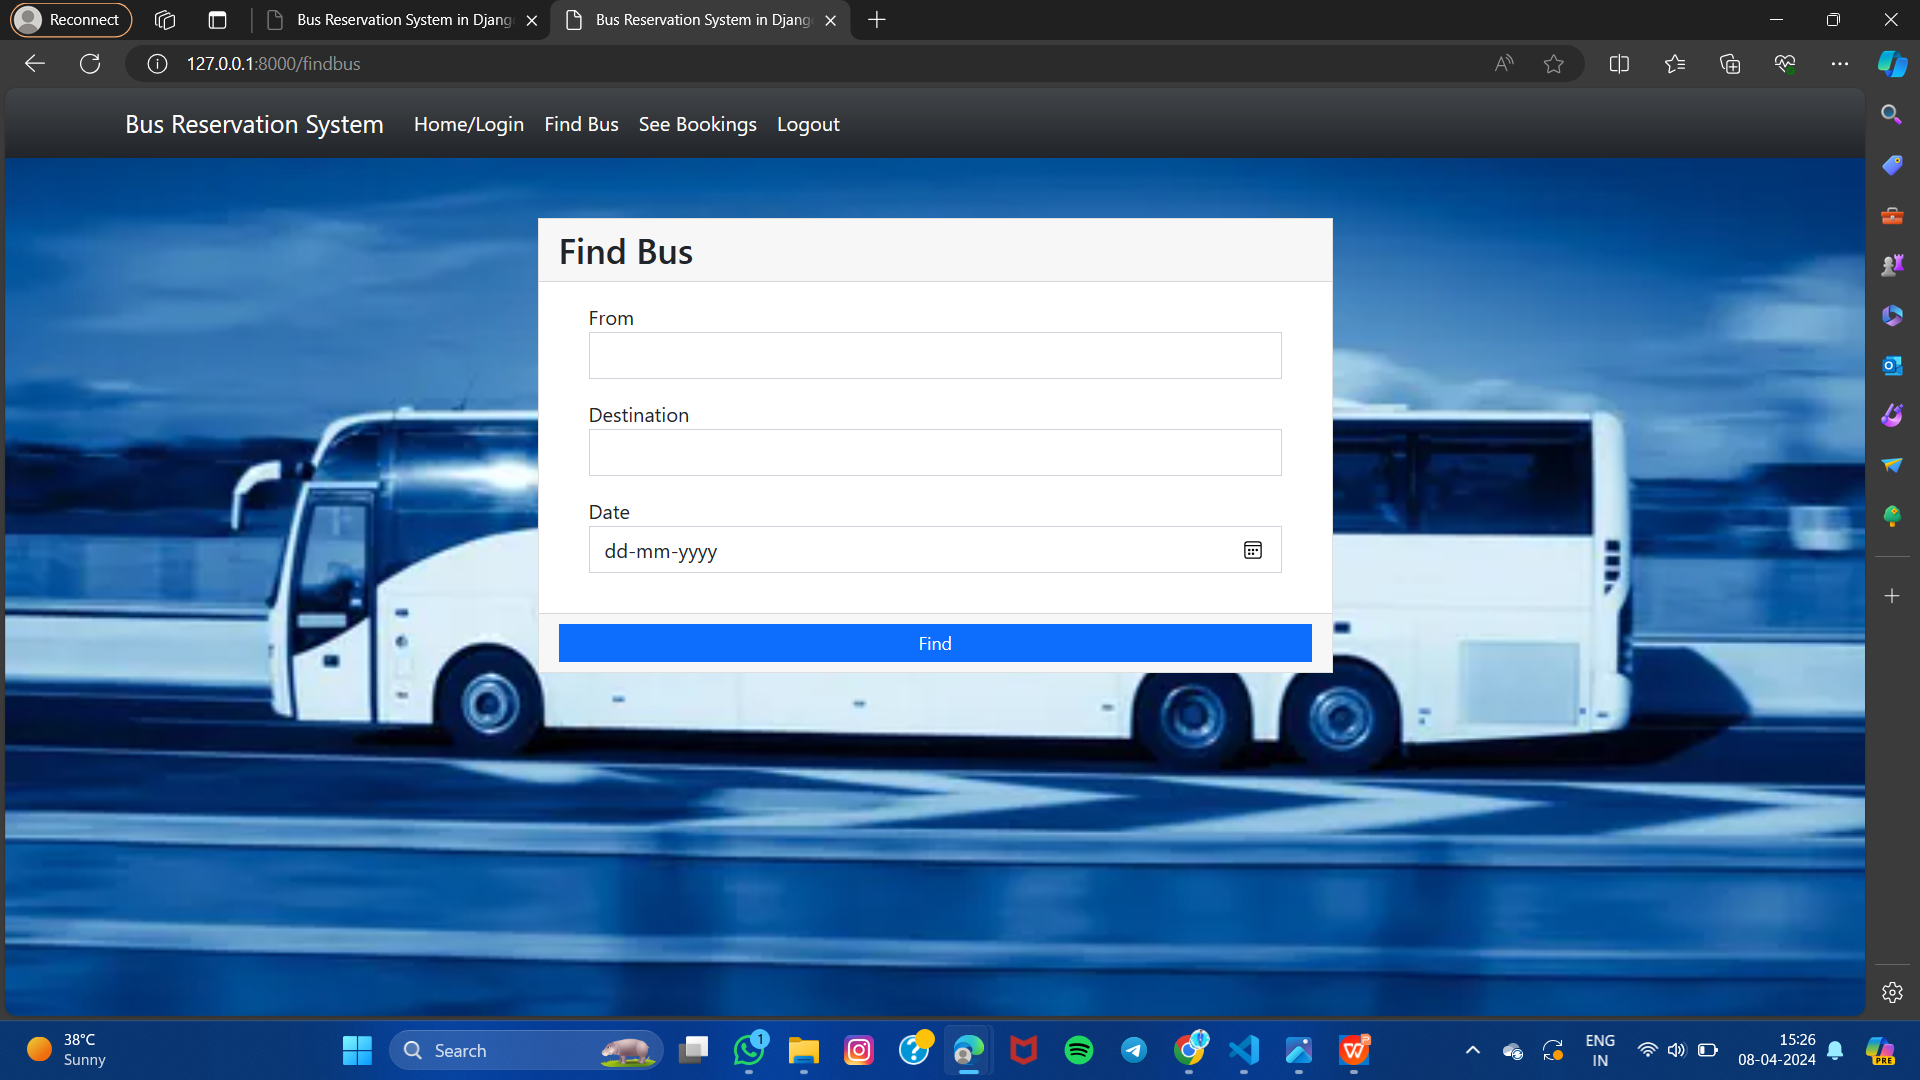 Reconnect
Bus Reservation System in Djang
Bus Reservation System in Djang
127.0.0.1:8000/findbus
Bus Reservation System
Home/Login
Find Bus
See Bookings
Logout
Find Bus
From
Destination
Date
dd-mm-yyyy
Find
38°C
Sunny
Search
1
ENG
IN
15:26
08-04-2024
PRE